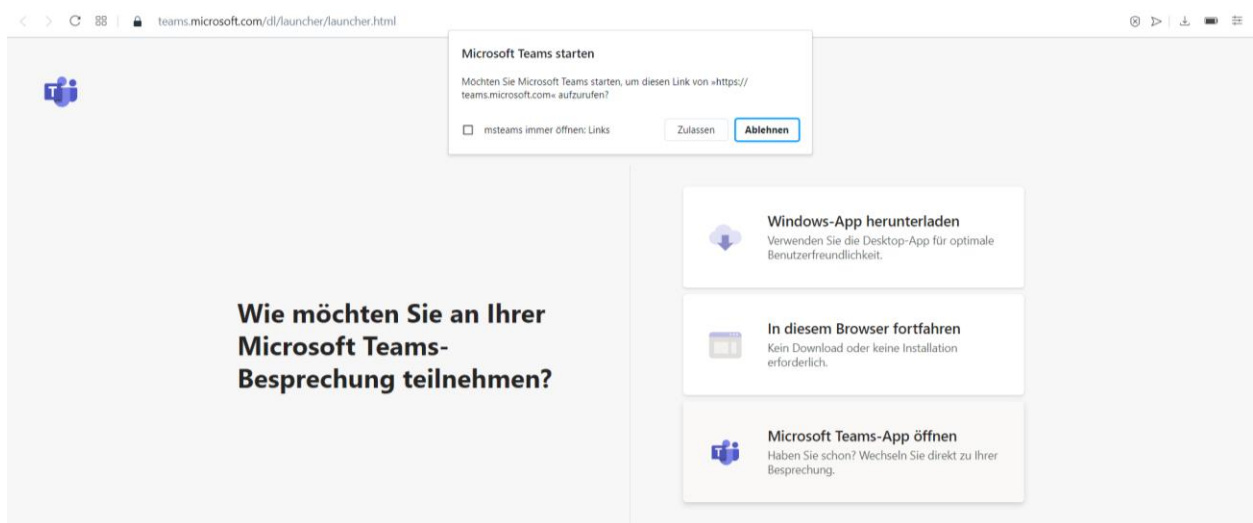 teams.microsoft.com/dl/launcher/launcher.html
Microsoft Teams starten
Möchten Sie Microsoft Teams starten, um diesen Link von »https://
teams.microsoft.com« aufzurufen?
msteams immer öffnen: Links
Zulassen
Ablehnen
T
Wie möchten Sie an Ihrer
Microsoft Teams-
Besprechung teilnehmen?
Windows-App herunterladen
Verwenden Sie die Desktop-App für optimale
Benutzerfreundlichkeit.
In diesem Browser fortfahren
Kein Download oder keine Installation
erforderlich.
T
Microsoft Teams-App öffnen
Haben Sie schon? Wechseln Sie direkt zu Ihrer
Besprechung.